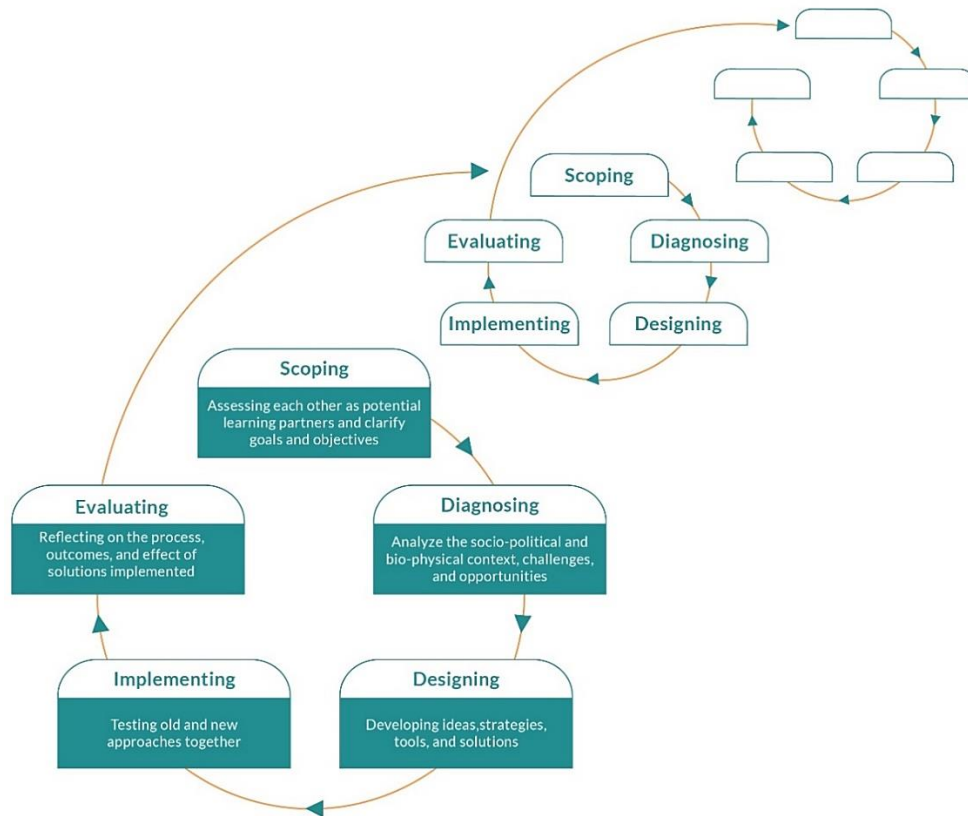 Scoping
Evaluating
Diagnosing
Implementing
Designing
Scoping
Assessing each other as potential
learning partners and clarify
goals and objectives
Evaluating
Reflecting on the process,
outcomes, and effect of
solutions implemented
Diagnosing
Analyze the socio-political and
bio-physical context, challenges,
and opportunities
Implementing
Testing old and new
approaches together
Designing
Developing ideas,strategies,
tools, and solutions